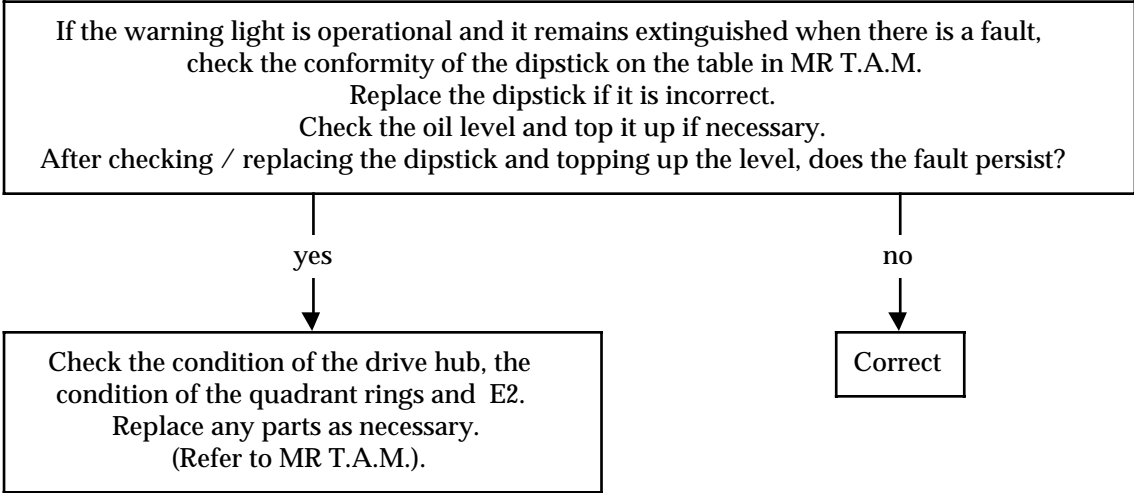 If the warning light is operational and it remains extinguished when there is a fault,
check the conformity of the dipstick on the table in MR T.A.M.
Replace the dipstick if it is incorrect.
Check the oil level and top it up if necessary.
After checking / replacing the dipstick and topping up the level, does the fault persist?
yes
no
Check the condition of the drive hub, the
condition of the quadrant rings and E2.
Replace any parts as necessary.
(Refer to MR T.A.M.).
Correct